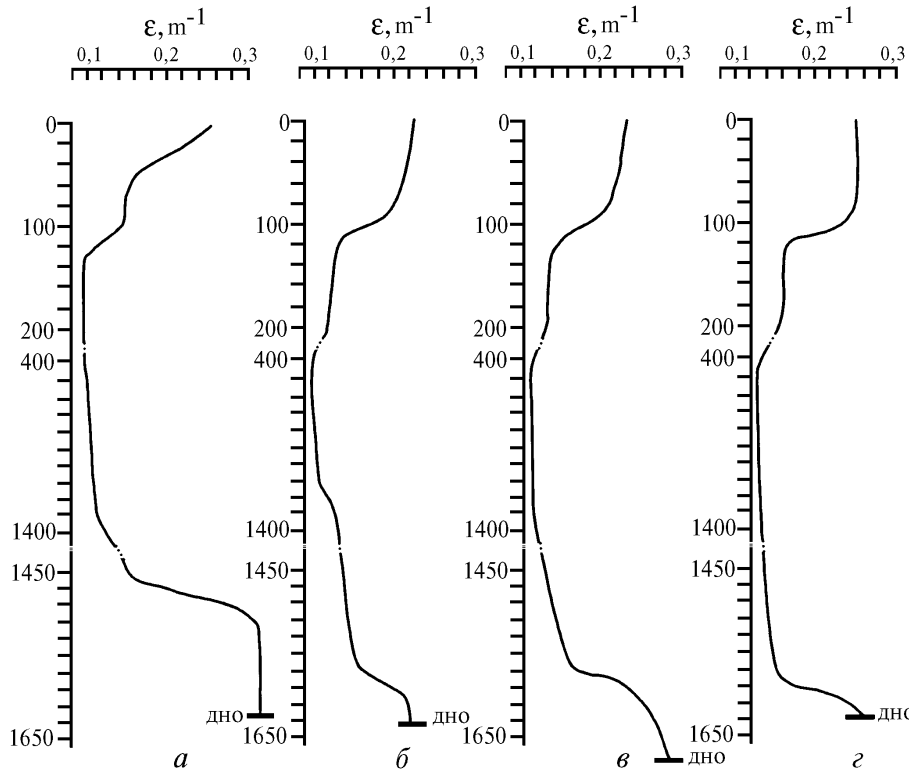 ε, m-1 ε, m-1 ε, m-1 ε, m-1
0,1 0,2 0,3 0,1 0,2 0,3 0,1 0,2 0,3 0,1 0,2 0,3
0 0 0 0
100 100 100 100
200 200 200 200
400 400 400 400
1400 1400 1400 1400
1450 1450 1450 1450
дно дно дно
1650 1650 1650 1650
дно
а б в г